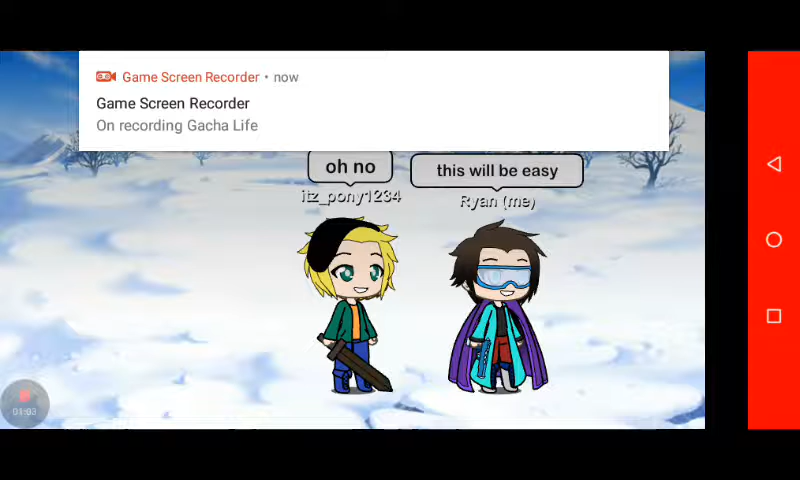 Game Screen Recorder • now
Game Screen Recorder
On recording Gacha Life
oh no
this will be easy
itz_pony1234
Ryan (me)
01:03